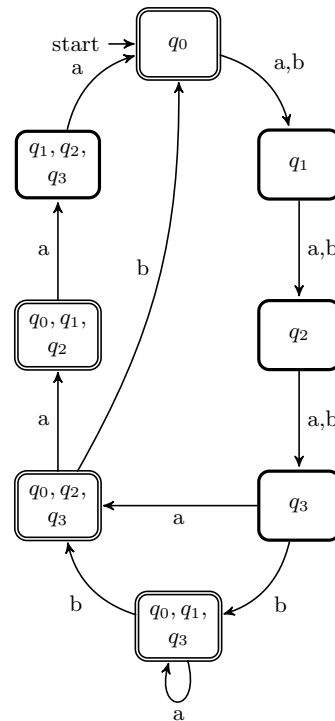 start
q0
a
a,b
q1, q2,
q3
q1
a
b
a,b
q0, q1,
q2
q2
a
a,b
q0, q2,
q3
q3
a
b
b
q0, q1,
q3
a